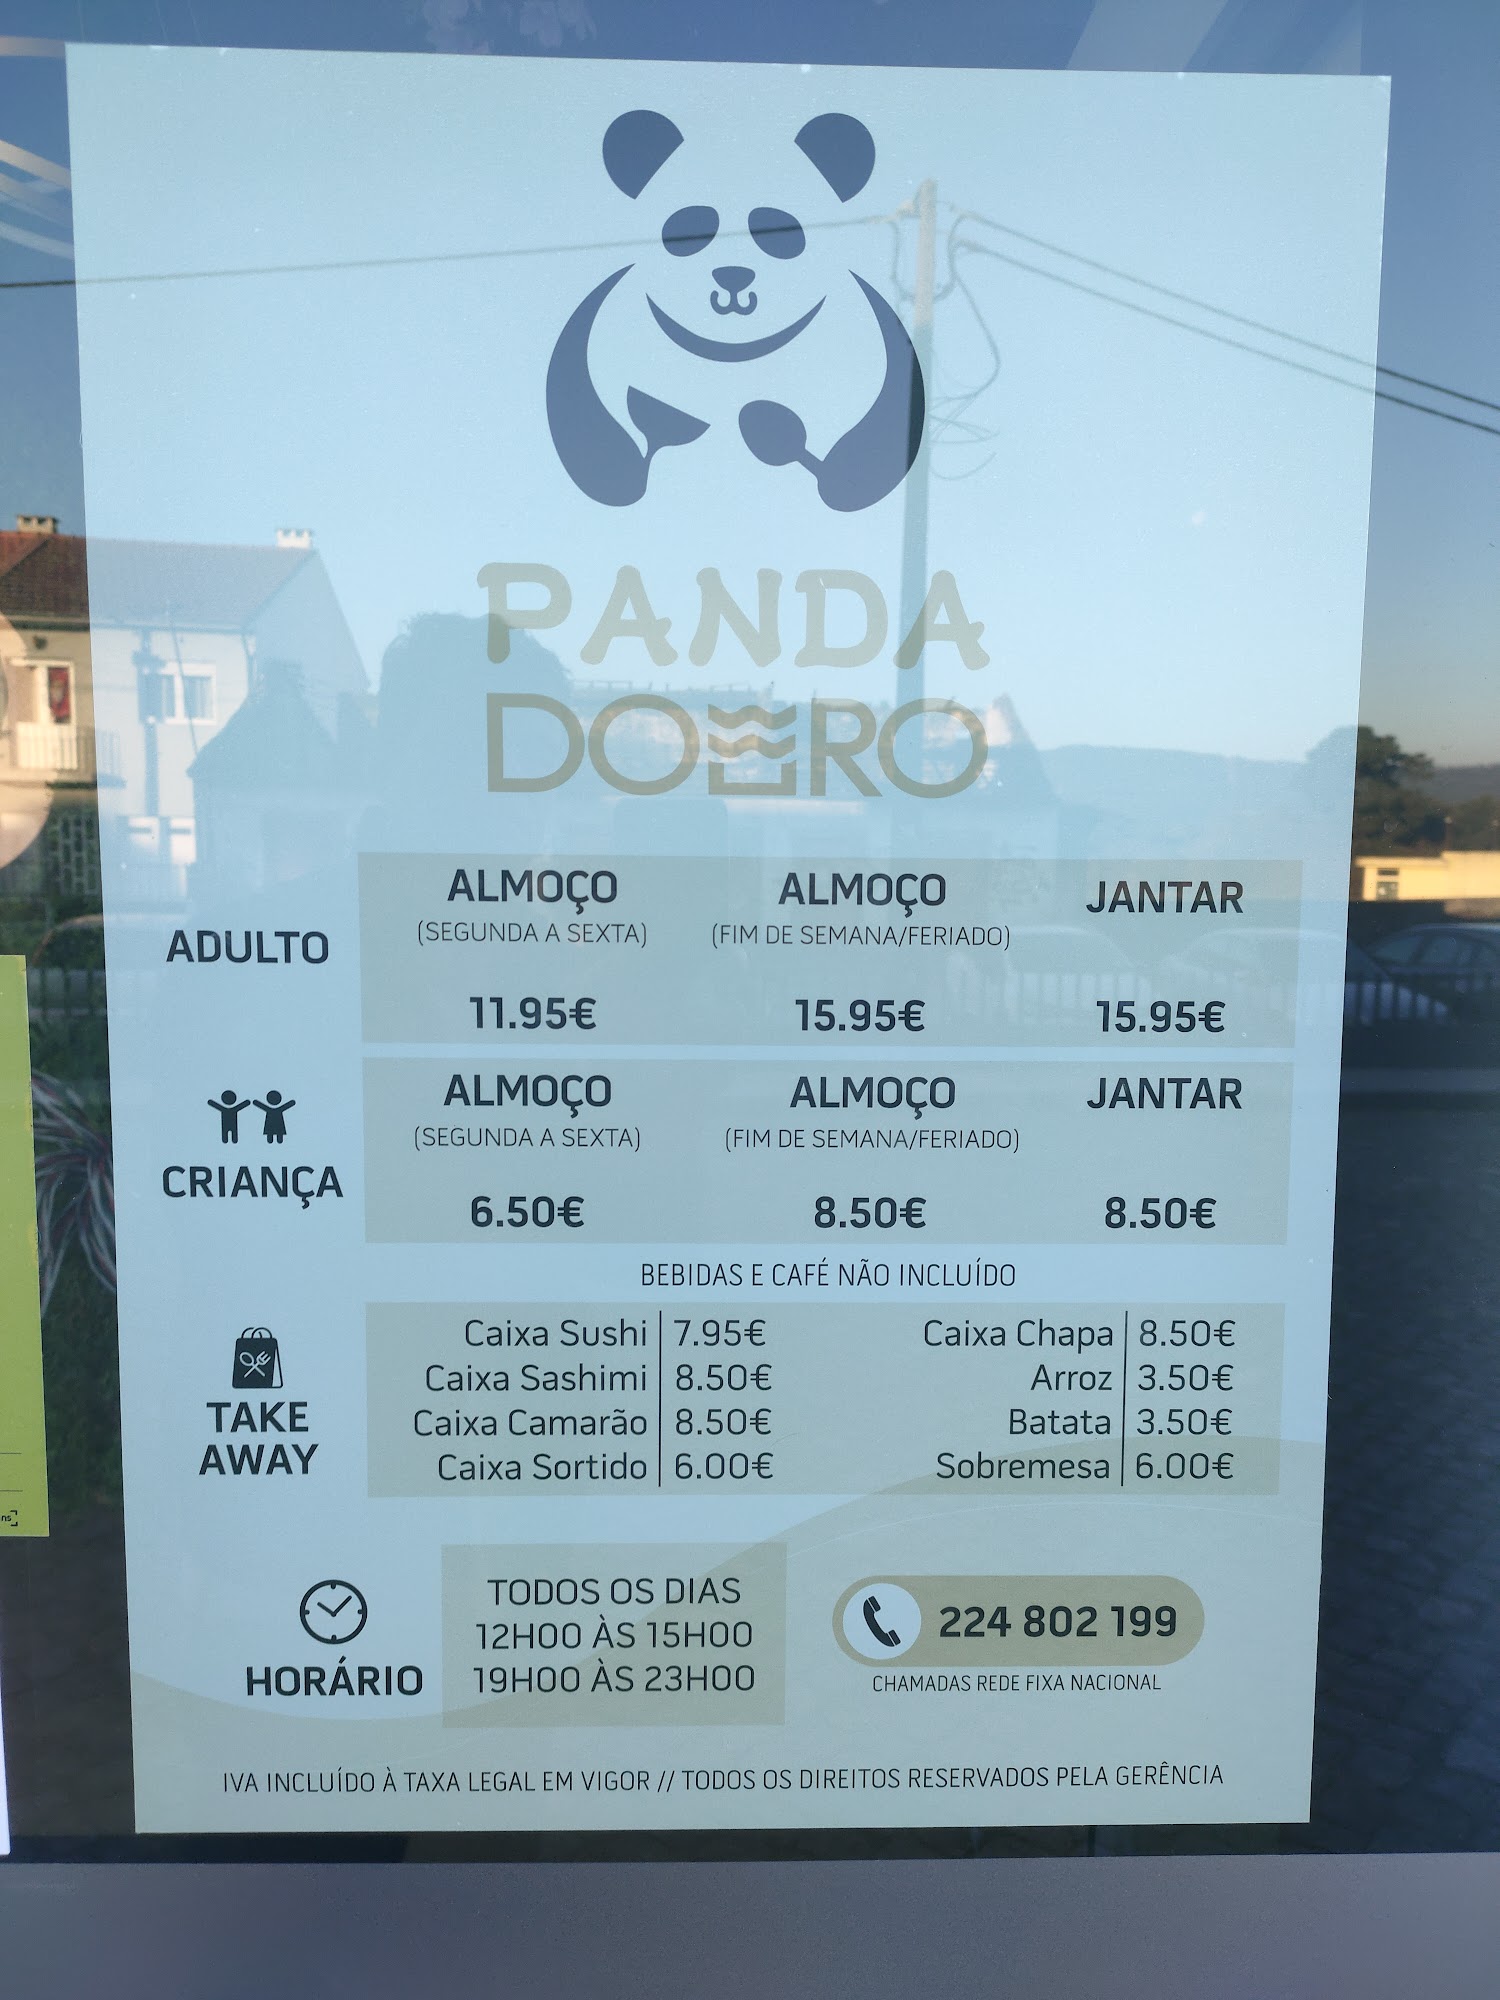 PANDA
DOURO
ALMOÇO ALMOÇO JANTAR
(SEGUNDA A SEXTA) (FIM DE SEMANA/FERIADO)
ADULTO
11.95€ 15.95€ 15.95€
ALMOÇO ALMOÇO JANTAR
(SEGUNDA A SEXTA) (FIM DE SEMANA/FERIADO)
CRIANÇA
6.50€ 8.50€ 8.50€
BEBIDAS E CAFÉ NÃO INCLUÍDO
TAKE
AWAY
Caixa Sushi 7.95€ Caixa Chapa 8.50€
Caixa Sashimi 8.50€ Arroz 3.50€
Caixa Camarão 8.50€ Batata 3.50€
Caixa Sortido 6.00€ Sobremesa 6.00€
HORÁRIO
TODOS OS DIAS
12H00 ÀS 15H00
19H00 ÀS 23H00
224 802 199
CHAMADAS REDE FIXA NACIONAL
IVA INCLUÍDO À TAXA LEGAL EM VIGOR // TODOS OS DIREITOS RESERVADOS PELA GERÊNCIA